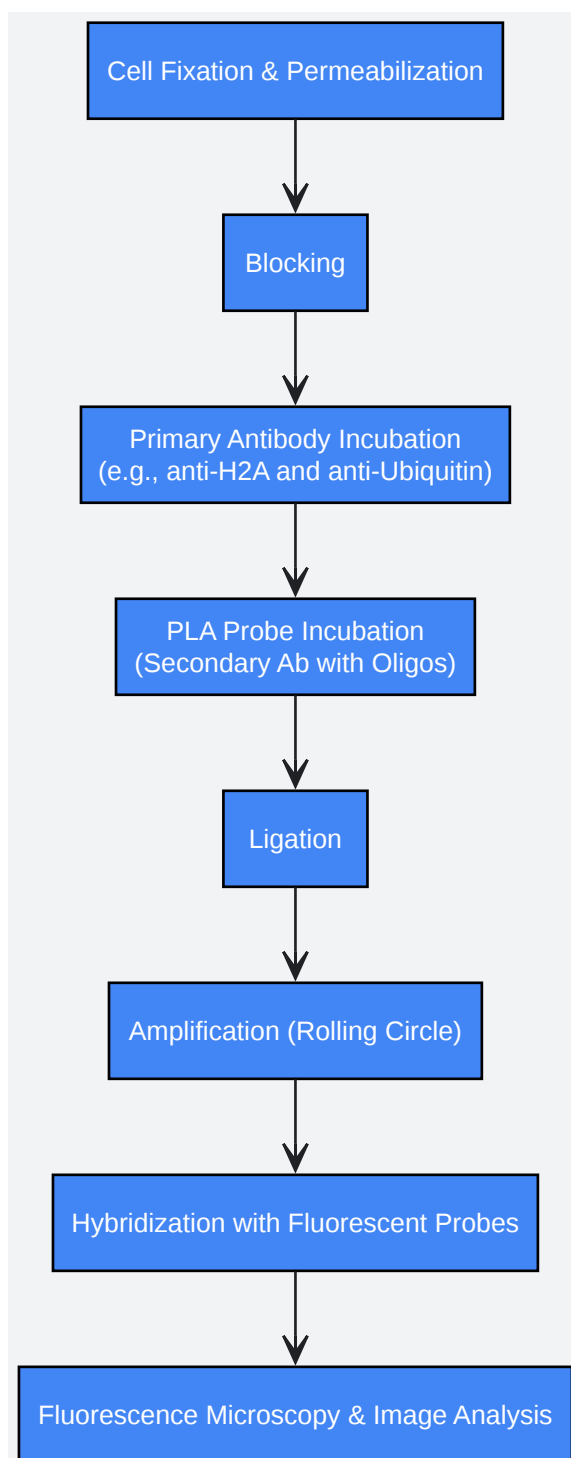 Cell Fixation & Permeabilization
Blocking
Primary Antibody Incubation
(e.g., anti-H2A and anti-Ubiquitin)
PLA Probe Incubation
(Secondary Ab with Oligos)
Ligation
Amplification (Rolling Circle)
Hybridization with Fluorescent Probes
Fluorescence Microscopy & Image Analysis